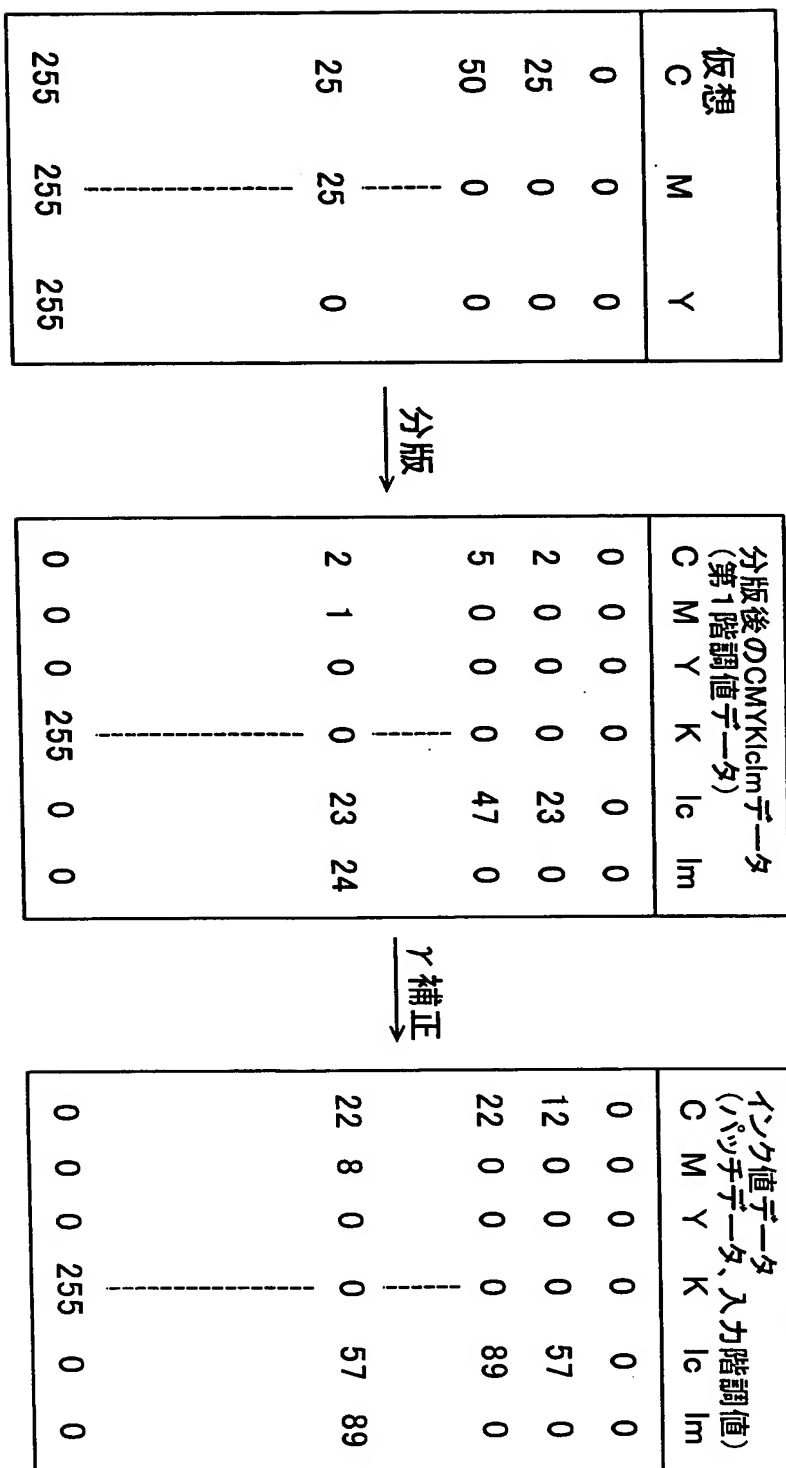 仮想
C M Y
0 0 0
25 0 0
50 0 0
25 25 0
255 255 255
分版
分版後のCMYKlclmデータ
(第1階調値データ)
C M Y K lc lm
0 0 0 0 0 0
2 0 0 0 23 0
5 0 0 0 47 0
2 1 0 0 23 24
0 0 0 255 0 0
γ補正
インク値データ
(パッチデータ、入力階調値)
C M Y K lc lm
0 0 0 0 0 0
12 0 0 0 57 0
22 0 0 0 89 0
22 8 0 0 57 89
0 0 0 255 0 0